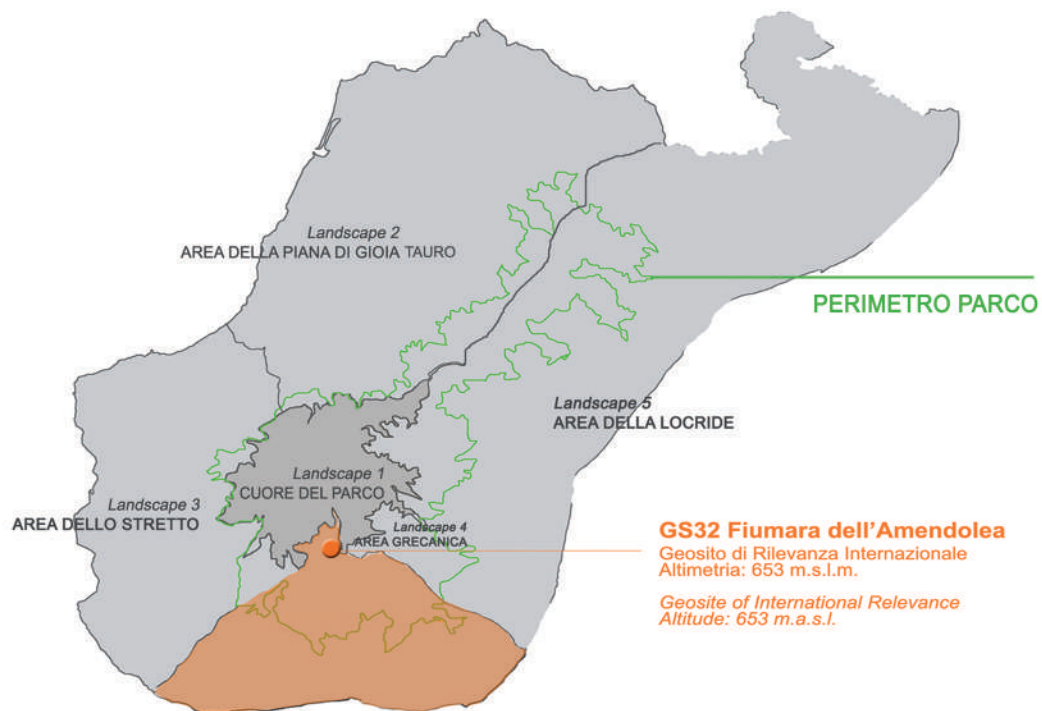 Landscape 2
AREA DELLA PIANA DI GIOIA TAURO
PERIMETRO PARCO
Landscape 5
AREA DELLA LOCRIDE
Landscape 1
CUORE DEL PARCO
Landscape 3
AREA DELLO STRETTO
Landscape 4
AREA GRECANICA
GS32 Fiumara dell’Amendolea
Geosito di Rilevanza Internazionale
Altimetria: 653 m.s.l.m.
Geosite of International Relevance
Altitude: 653 m.a.s.l.